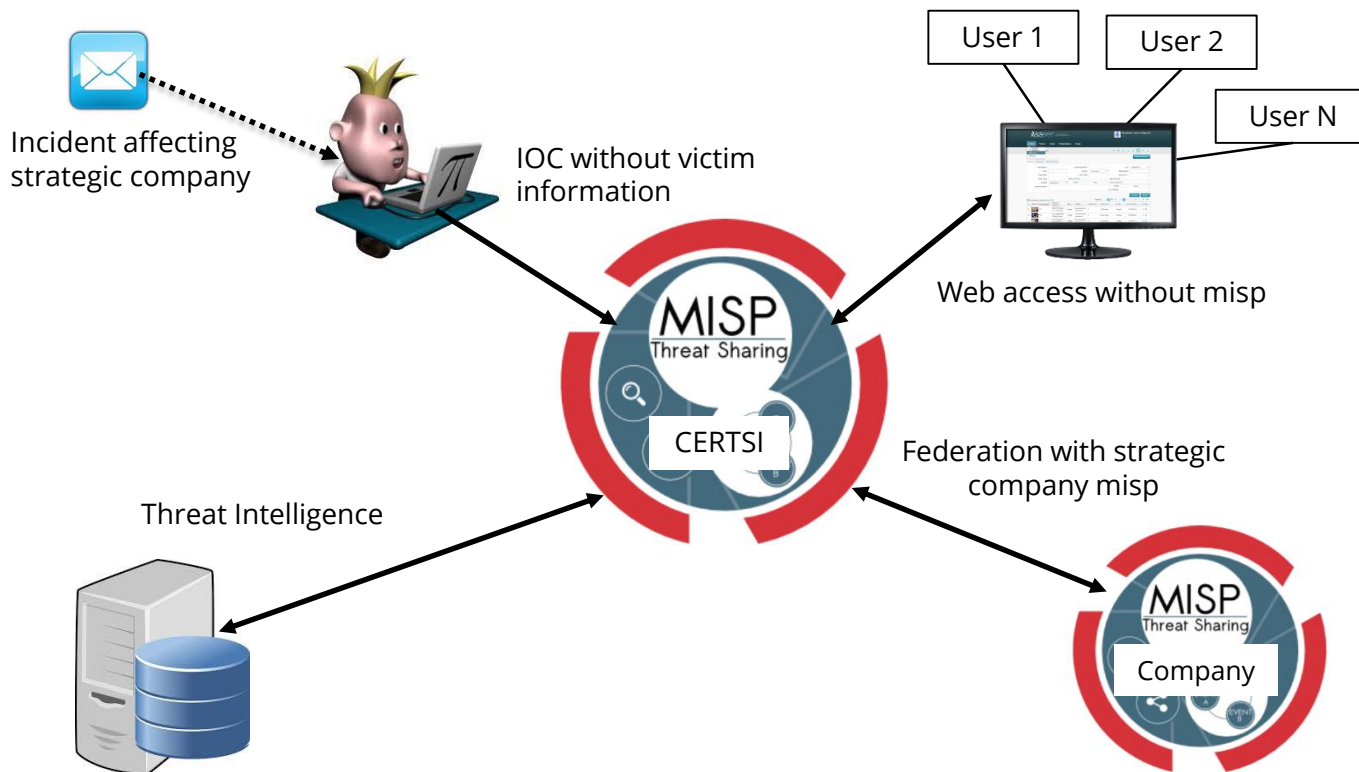 User 1
User 2
User N
Incident affecting
strategic company
IOC without victim
information
Web access without misp
MISP
Threat Sharing
CERTSI
B
Federation with strategic
company misp
Threat Intelligence
MISP
Threat Sharing
Company
A
EVENT
B